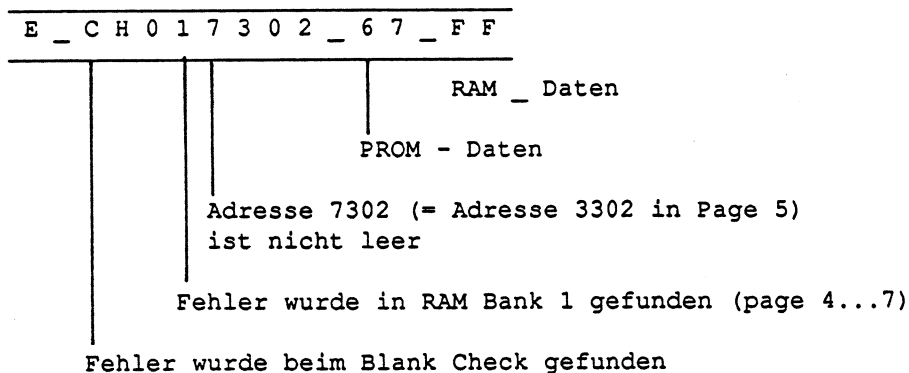 E _ C H 0 1 7 3 0 2 _ 6 7 _ F F
RAM _ Daten
PROM - Daten
Adresse 7302 (= Adresse 3302 in Page 5)
ist nicht leer
Fehler wurde in RAM Bank 1 gefunden (page 4...7)
Fehler wurde beim Blank Check gefunden